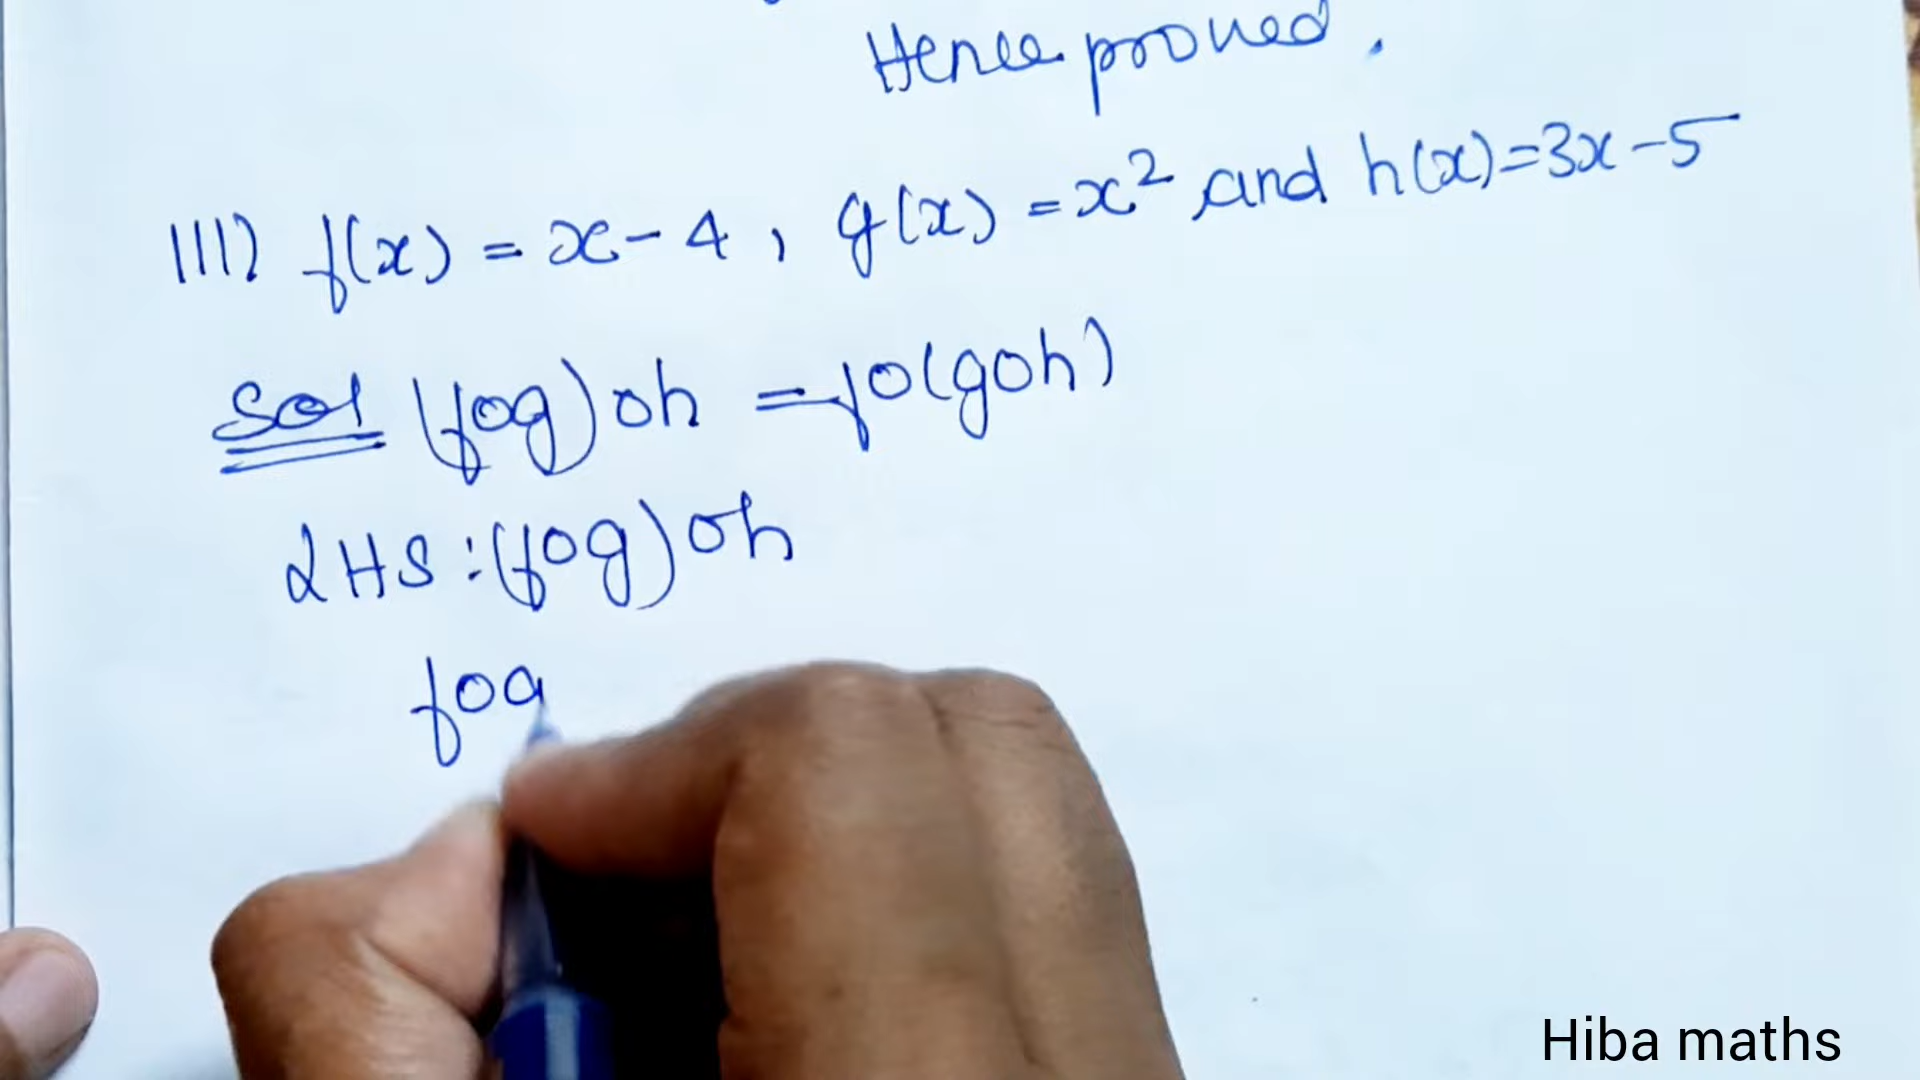 Hence proved.
III) f(x) = x - 4, g(x) = x² and h(x) = 3x - 5
Sol (fog)oh = fo(goh)
LHS : (fog)oh
fog
Hiba maths